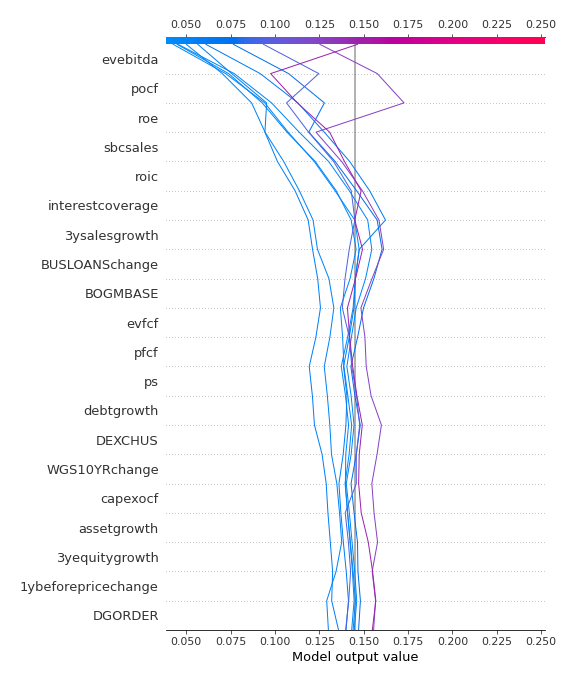 0.050 0.075 0.100 0.125 0.150 0.175 0.200 0.225 0.250
evebitda
pocf
roe
sbcsales
roic
interestcoverage
3ysalesgrowth
BUSLOANSchange
BOGMBASE
evfcf
pfcf
ps
debtgrowth
DEXCHUS
WGS10YRchange
capexocf
assetgrowth
3yequitygrowth
1ybeforepricechange
DGORDER
0.050 0.075 0.100 0.125 0.150 0.175 0.200 0.225 0.250
Model output value